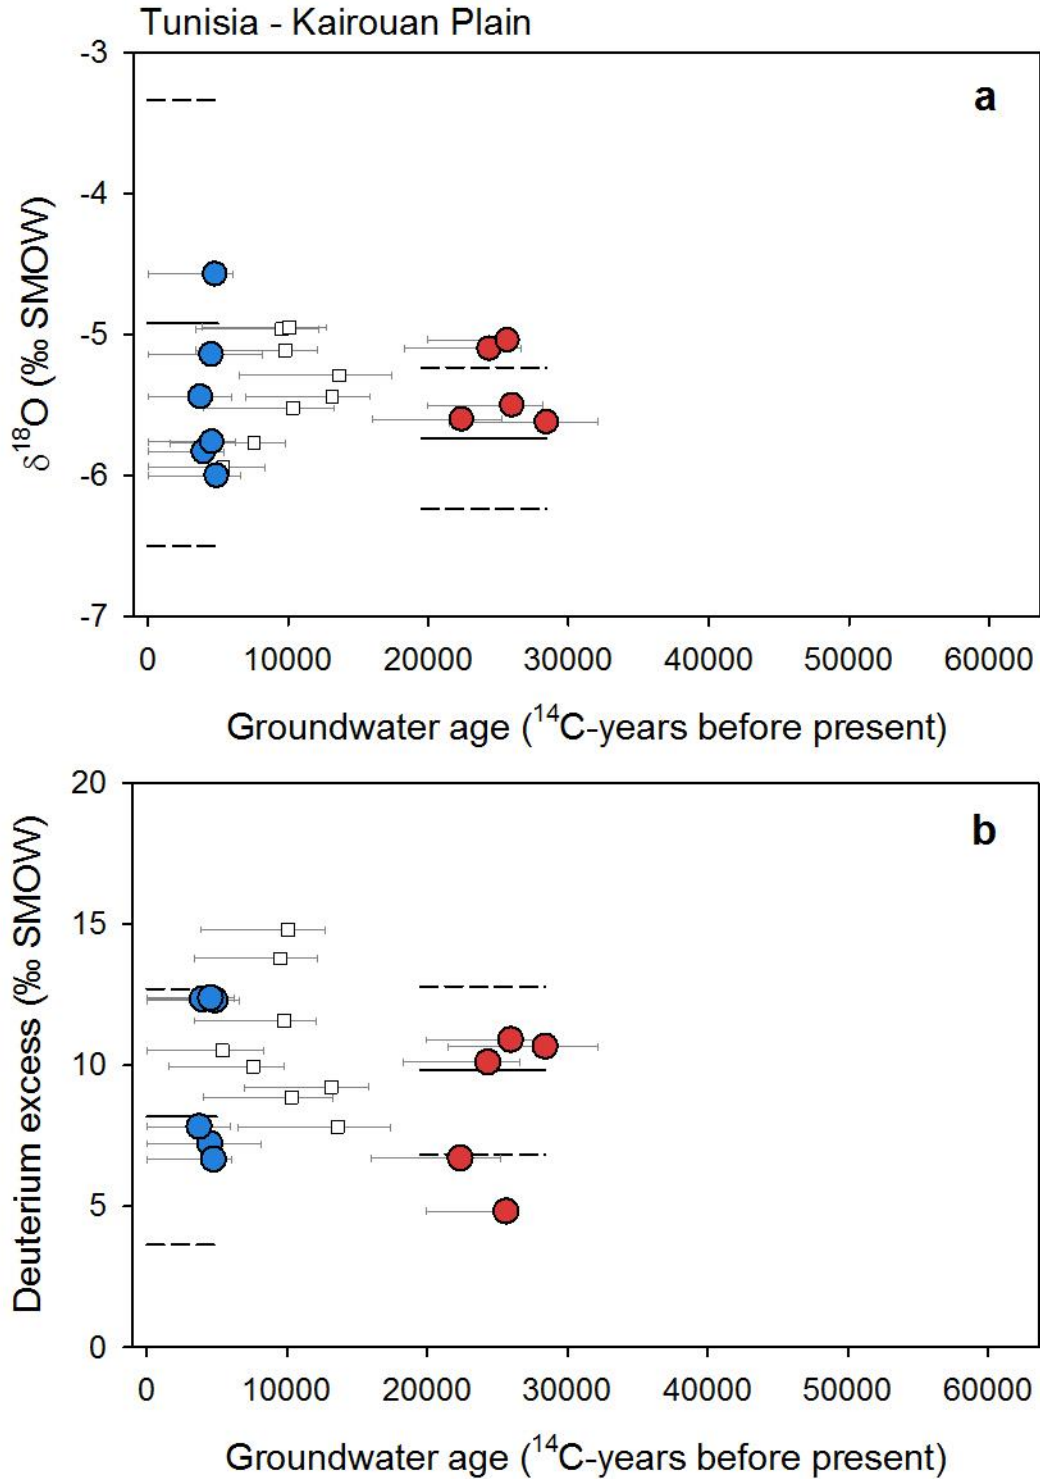 Tunisia - Kairouan Plain
a
-3
-4
-5
-6
-7
δ18O (‰ SMOW)
0 10000 20000 30000 40000 50000 60000
Groundwater age (14C-years before present)
b
20
15
10
5
0
Deuterium excess (‰ SMOW)
0 10000 20000 30000 40000 50000 60000
Groundwater age (14C-years before present)